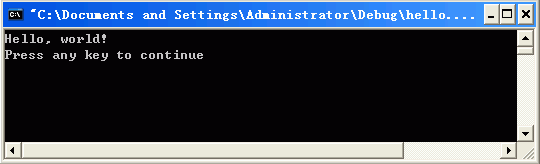 "C:\Documents and Settings\Administrator\Debug\hello....
Hello, world!
Press any key to continue